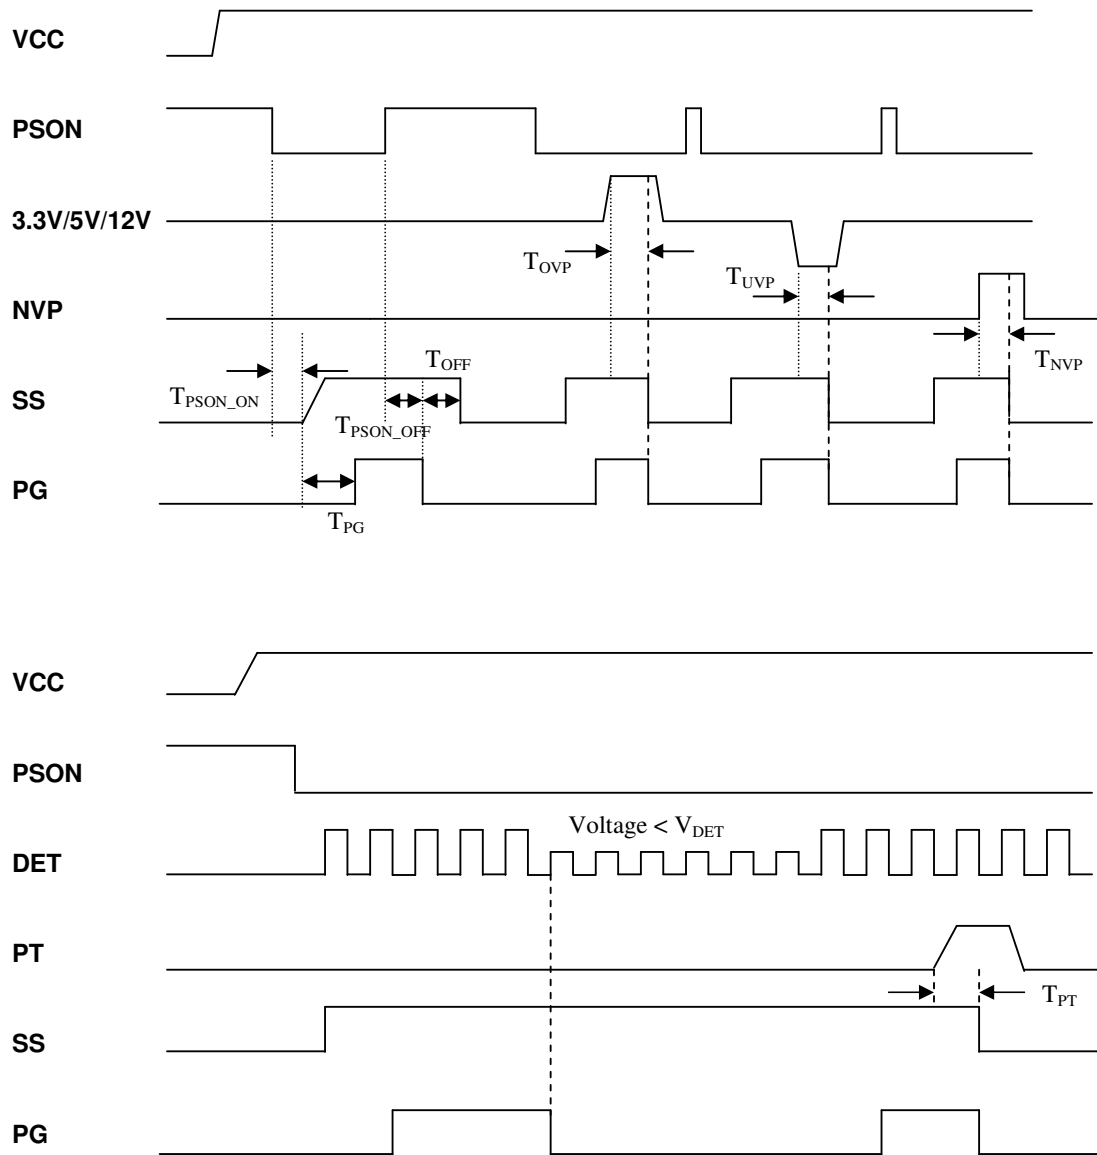 VCC
PSON
3.3V/5V/12V
T_OVP
T_UVP
NVP
T_OFF
T_NVP
T_PSON_ON
SS
T_PSON_OFF
PG
T_PG
VCC
PSON
Voltage < V_DET
DET
PT
T_PT
SS
PG